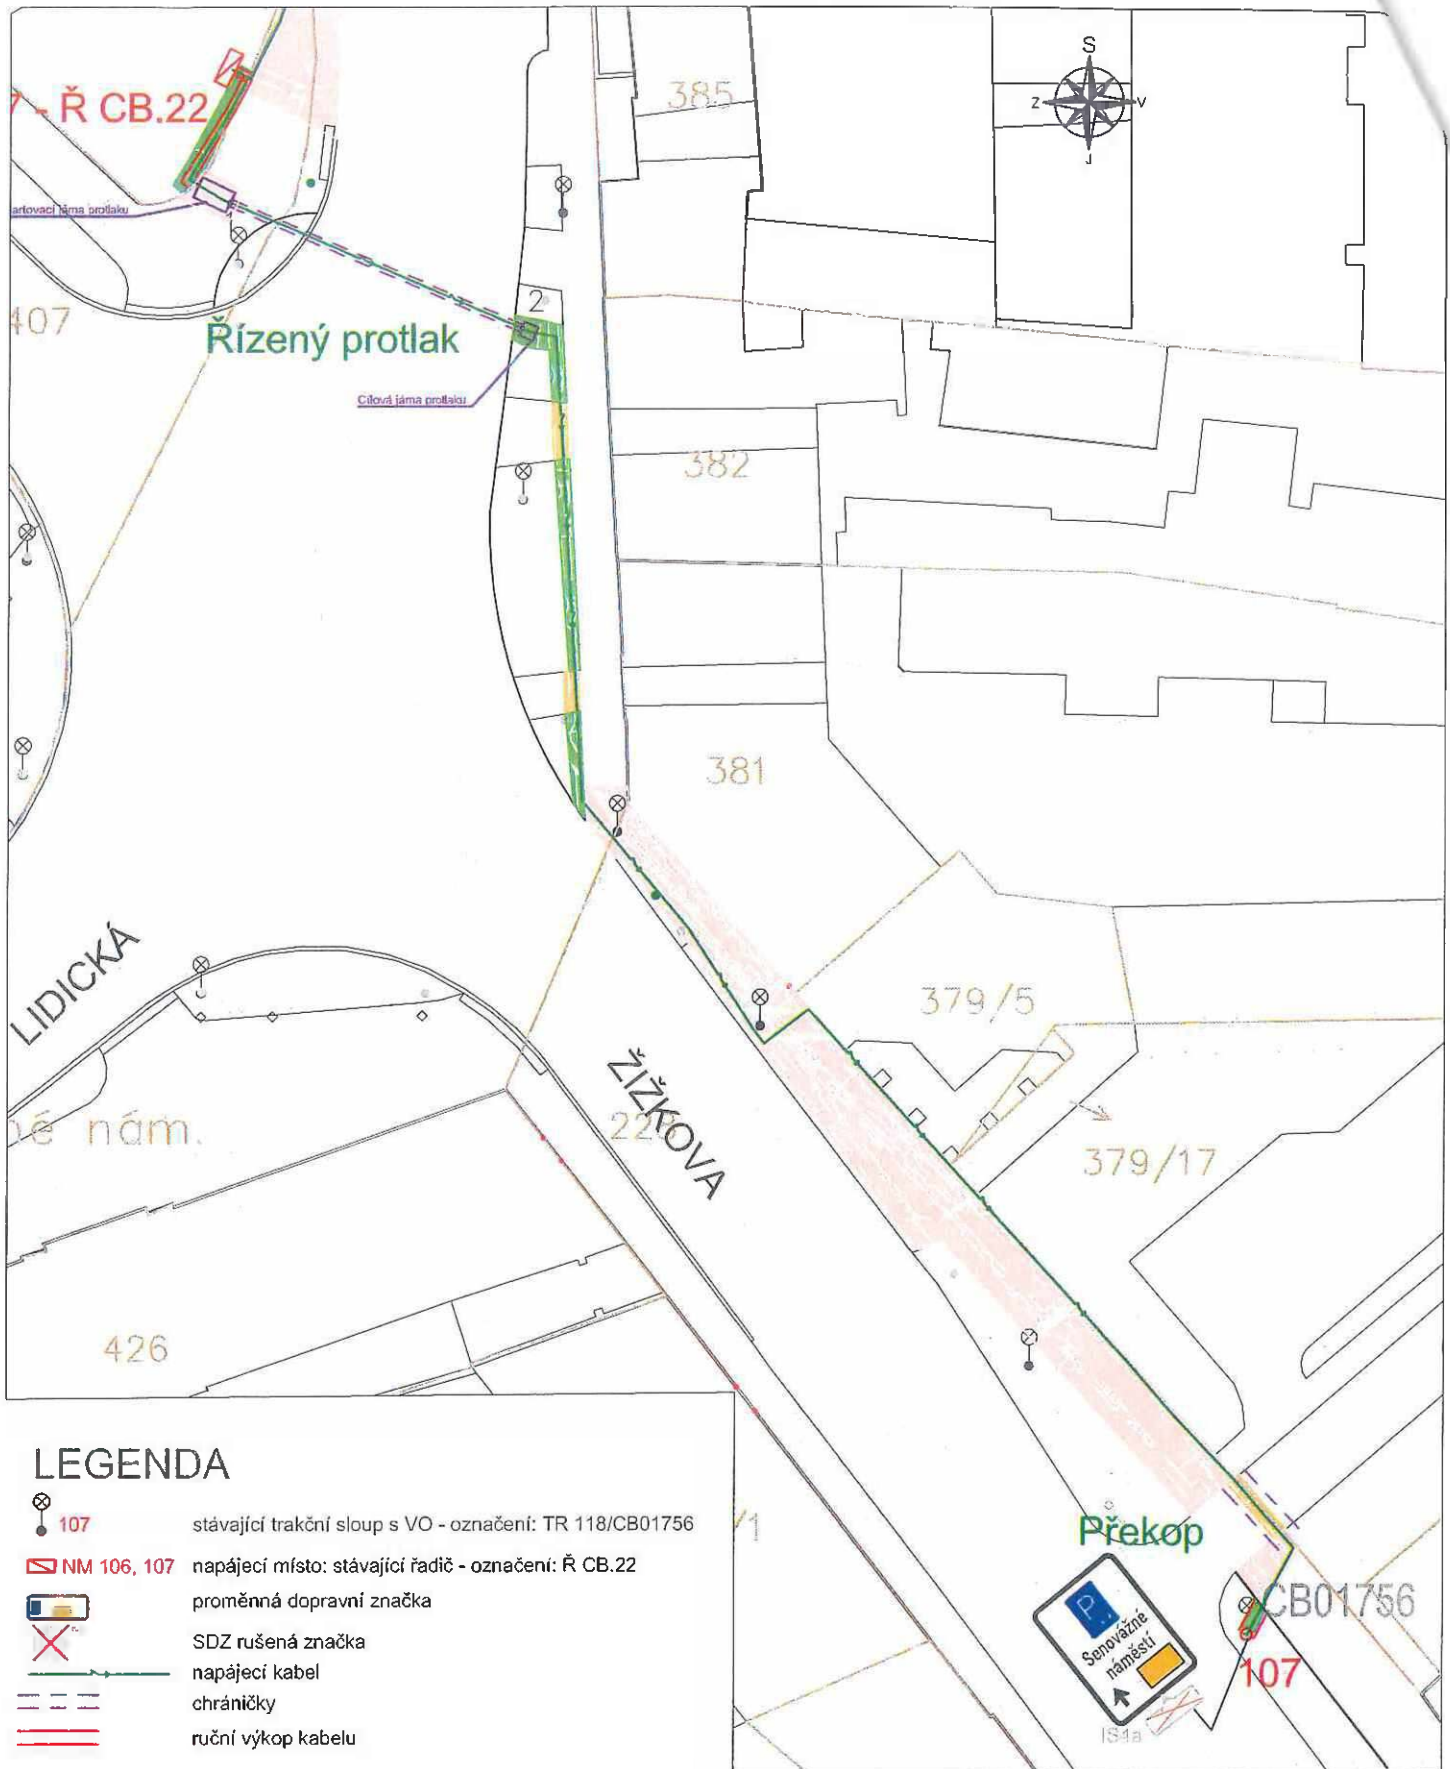 S
Z
V
J
385
Ř CB.22
jáma protlaku
407
2
Řízený protlak
Cílová jáma protlaku
382
381
LIDICKÁ
379/5
ŽIŽKOVA
nám.
379/17
426
LEGENDA
107 stávající trakční sloup s VO - označení: TR 118/CB01756
NM 106, 107 napájecí místo: stávající řadič - označení: Ř CB.22
proměnná dopravní značka
SDZ rušená značka
napájecí kabel
chráničky
ruční výkop kabelu
/1
Překop
P
Senovážné
náměstí
CB01756
107
IS4a